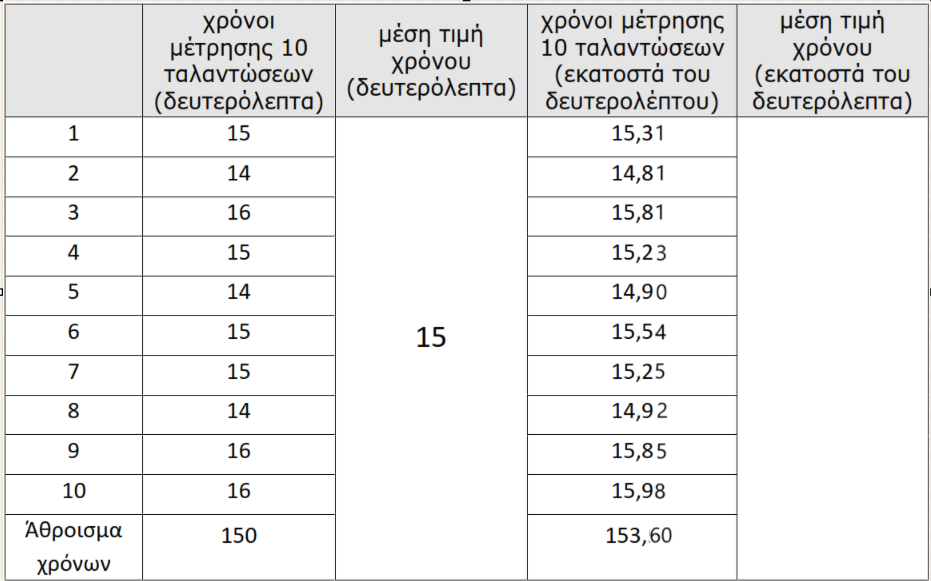 χρόνοι μέτρησης 10 ταλαντώσεων (δευτερόλεπτα)
μέση τιμή χρόνου (δευτερόλεπτα)
χρόνοι μέτρησης 10 ταλαντώσεων (εκατοστά του δευτερολέπτου)
μέση τιμή χρόνου (εκατοστά του δευτερόλεπτα)
1 15 15,31
2 14 14,81
3 16 15,81
4 15 15,23
5 14 14,90
6 15 15,54
15
7 15 15,25
8 14 14,92
9 16 15,85
10 16 15,98
Άθροισμα χρόνων 150 153,60